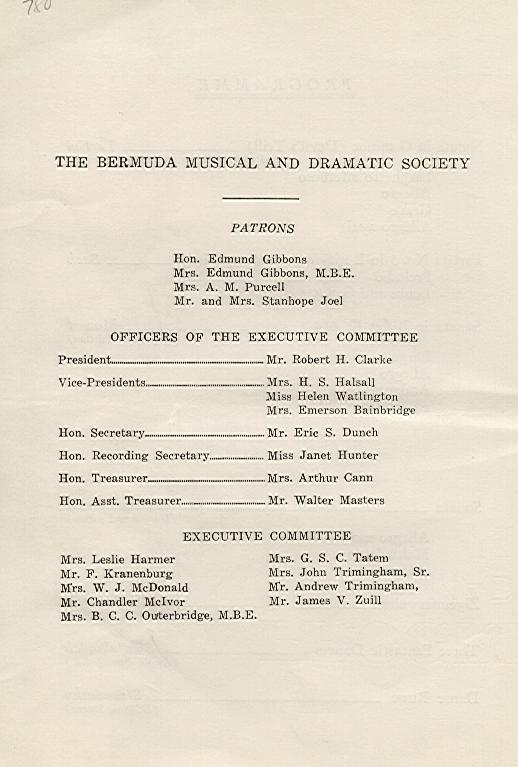 780
THE BERMUDA MUSICAL AND DRAMATIC SOCIETY
PATRONS
Hon. Edmund Gibbons
Mrs. Edmund Gibbons, M.B.E.
Mrs. A. M. Purcell
Mr. and Mrs. Stanhope Joel
OFFICERS OF THE EXECUTIVE COMMITTEE
President Mr. Robert H. Clarke
Vice-Presidents Mrs. H. S. Halsall
Miss Helen Watlington
Mrs. Emerson Bainbridge
Hon. Secretary Mr. Eric S. Dunch
Hon. Recording Secretary Miss Janet Hunter
Hon. Treasurer Mrs. Arthur Cann
Hon. Asst. Treasurer Mr. Walter Masters
EXECUTIVE COMMITTEE
Mrs. Leslie Harmer
Mr. F. Kranenburg
Mrs. W. J. McDonald
Mr. Chandler McIvor
Mrs. B. C. C. Outerbridge, M.B.E.
Mrs. G. S. C. Tatem
Mrs. John Trimingham, Sr.
Mr. Andrew Trimingham,
Mr. James V. Zuill